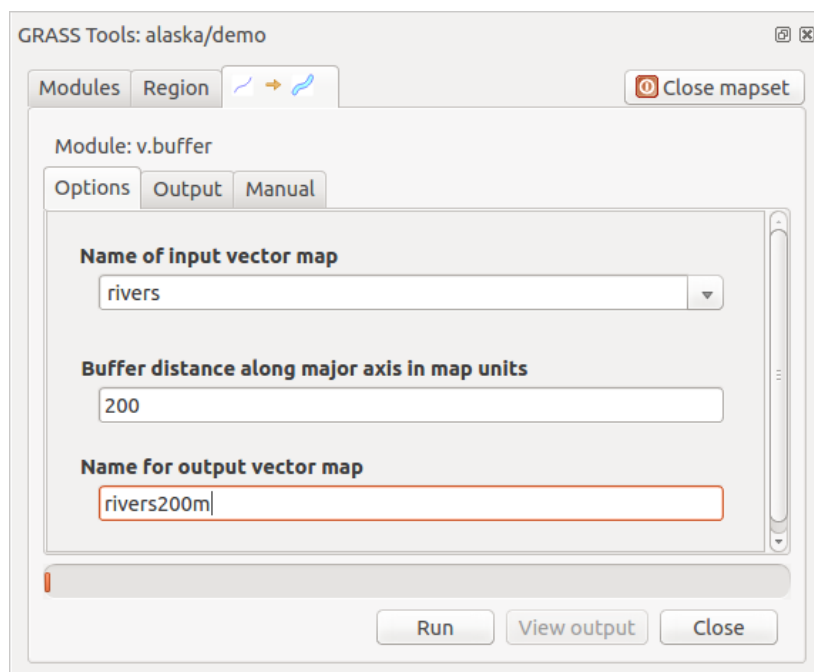 GRASS Tools: alaska/demo
Modules Region Close mapset
Module: v.buffer
Options Output Manual
Name of input vector map
rivers
Buffer distance along major axis in map units
200
Name for output vector map
rivers200m
Run View output Close